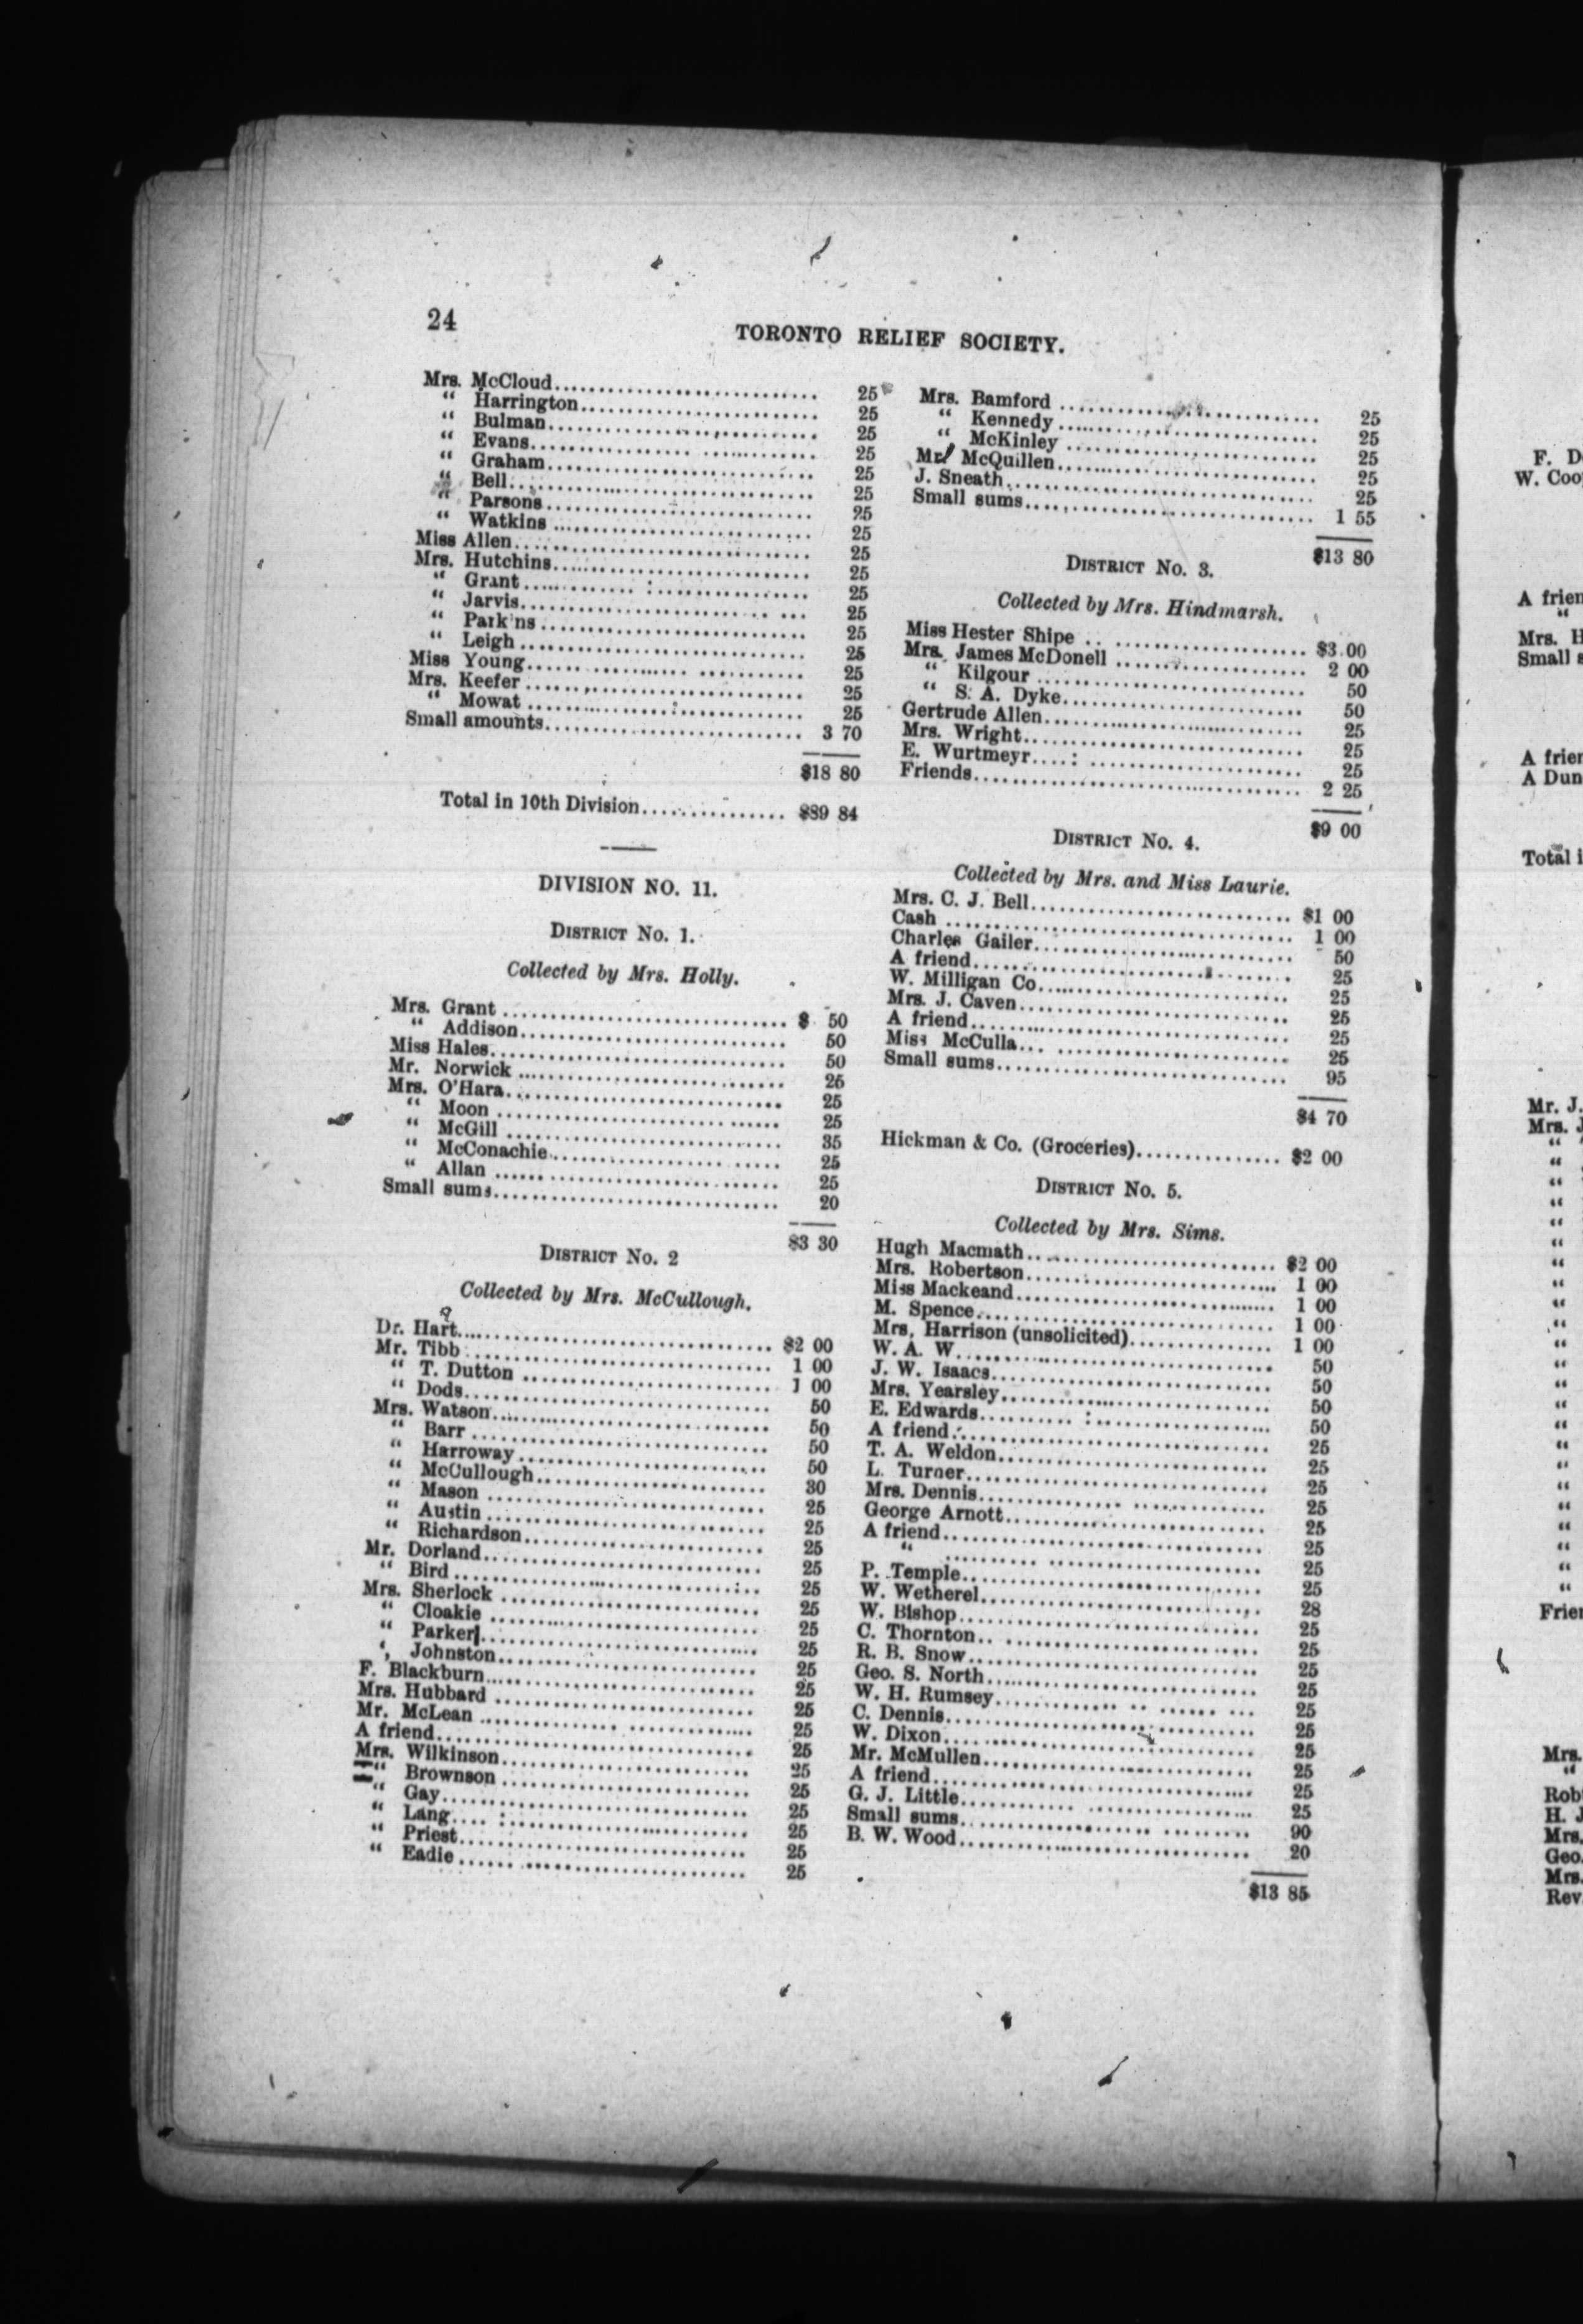 24
TORONTO RELIEF SOCIETY.
Mrs. McCloud 25
“ Harrington 25
“ Bulman 25
“ Evans 25
“ Graham 25
“ Bell 25
“ Parsons 25
“ Watkins 25
Miss Allen 25
Mrs. Hutchins 25
“ Grant 25
“ Jarvis 25
“ Park ns 25
“ Leigh 25
Miss Young 25
Mrs. Keefer 25
“ Mowat 25
Small amounts 3 70
$18 80
Total in 10th Division $89 84
DIVISION NO. 11.
DISTRICT NO. 1.
Collected by Mrs. Holly.
Mrs. Grant $ 50
“ Addison 50
Miss Hales 50
Mr. Norwick 25
Mrs. O'Hara 25
“ Moon 25
“ McGill 35
“ McConachie 25
“ Allan 25
Small sums 20
$3 30
DISTRICT NO. 2
Collected by Mrs. McCullough.
Dr. Hart $2 00
Mr. Tibb 1 00
“ T. Dutton 1 00
“ Dods 50
Mrs. Watson 50
“ Barr 50
“ Harroway 50
“ McCullough 30
“ Mason 25
“ Austin 25
“ Richardson 25
Mr. Dorland 25
“ Bird 25
Mrs. Sherlock 25
“ Cloakie 25
“ Parker 25
“ Johnston 25
F. Blackburn 25
Mrs. Hubbard 25
Mr. McLean 25
A friend 25
Mrs. Wilkinson 25
“ Brownson 25
“ Gay 25
“ Lang 25
“ Priest 25
“ Eadie 25
Mrs. Bamford 25
“ Kennedy 25
“ McKinley 25
Mr. McQuillen 25
J. Sneath 25
Small sums 1 55
$13 80
DISTRICT NO. 3.
Collected by Mrs. Hindmarsh.
Miss Hester Shipe $3.00
Mrs. James McDonell 2 00
“ Kilgour 50
“ S. A. Dyke 50
Gertrude Allen 25
Mrs. Wright 25
E. Wurtmeyr 25
Friends 2 25
$9 00
DISTRICT NO. 4.
Collected by Mrs. and Miss Laurie.
Mrs. C. J. Bell $1 00
Cash 1 00
Charles Gailer 50
A friend 25
W. Milligan Co 25
Mrs. J. Caven 25
A friend 25
Miss McCulla 25
Small sums 95
$4 70
Hickman & Co. (Groceries) $2 00
DISTRICT NO. 5.
Collected by Mrs. Sims.
Hugh Macmath $2 00
Mrs. Robertson 1 00
Miss Mackeand 1 00
M. Spence 1 00
Mrs. Harrison (unsolicited) 1 00
W. A. W. 50
J. W. Isaacs 50
Mrs. Yearsley 50
E. Edwards 50
A friend 25
T. A. Weldon 25
L. Turner 25
Mrs. Dennis 25
George Arnott 25
A friend 25
“ 25
P. Temple 25
W. Wetherel 28
W. Bishop 25
C. Thornton 25
R. B. Snow 25
Geo. S. North 25
W. H. Rumsey 25
C. Dennis 25
W. Dixon 25
Mr. McMullen 25
A friend 25
G. J. Little 25
Small sums 90
B. W. Wood 20
$13 85
F. D
W. Coo
A frien
“
Mrs. H
Small s
A frien
A Dun
Total i
Mr. J.
Mrs. J
Frien
Mrs.
“
Rob
H. J
Mrs.
Geo.
Mrs.
Rev.